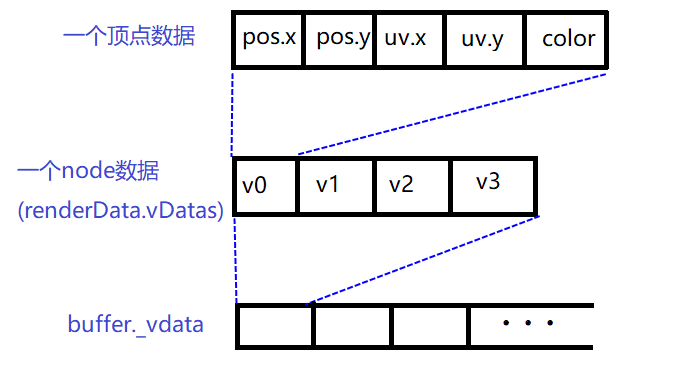 一个顶点数据
pos.x pos.y uv.x uv.y color
一个node数据
(renderData.vDatas)
v0 v1 v2 v3
buffer._vdata
···